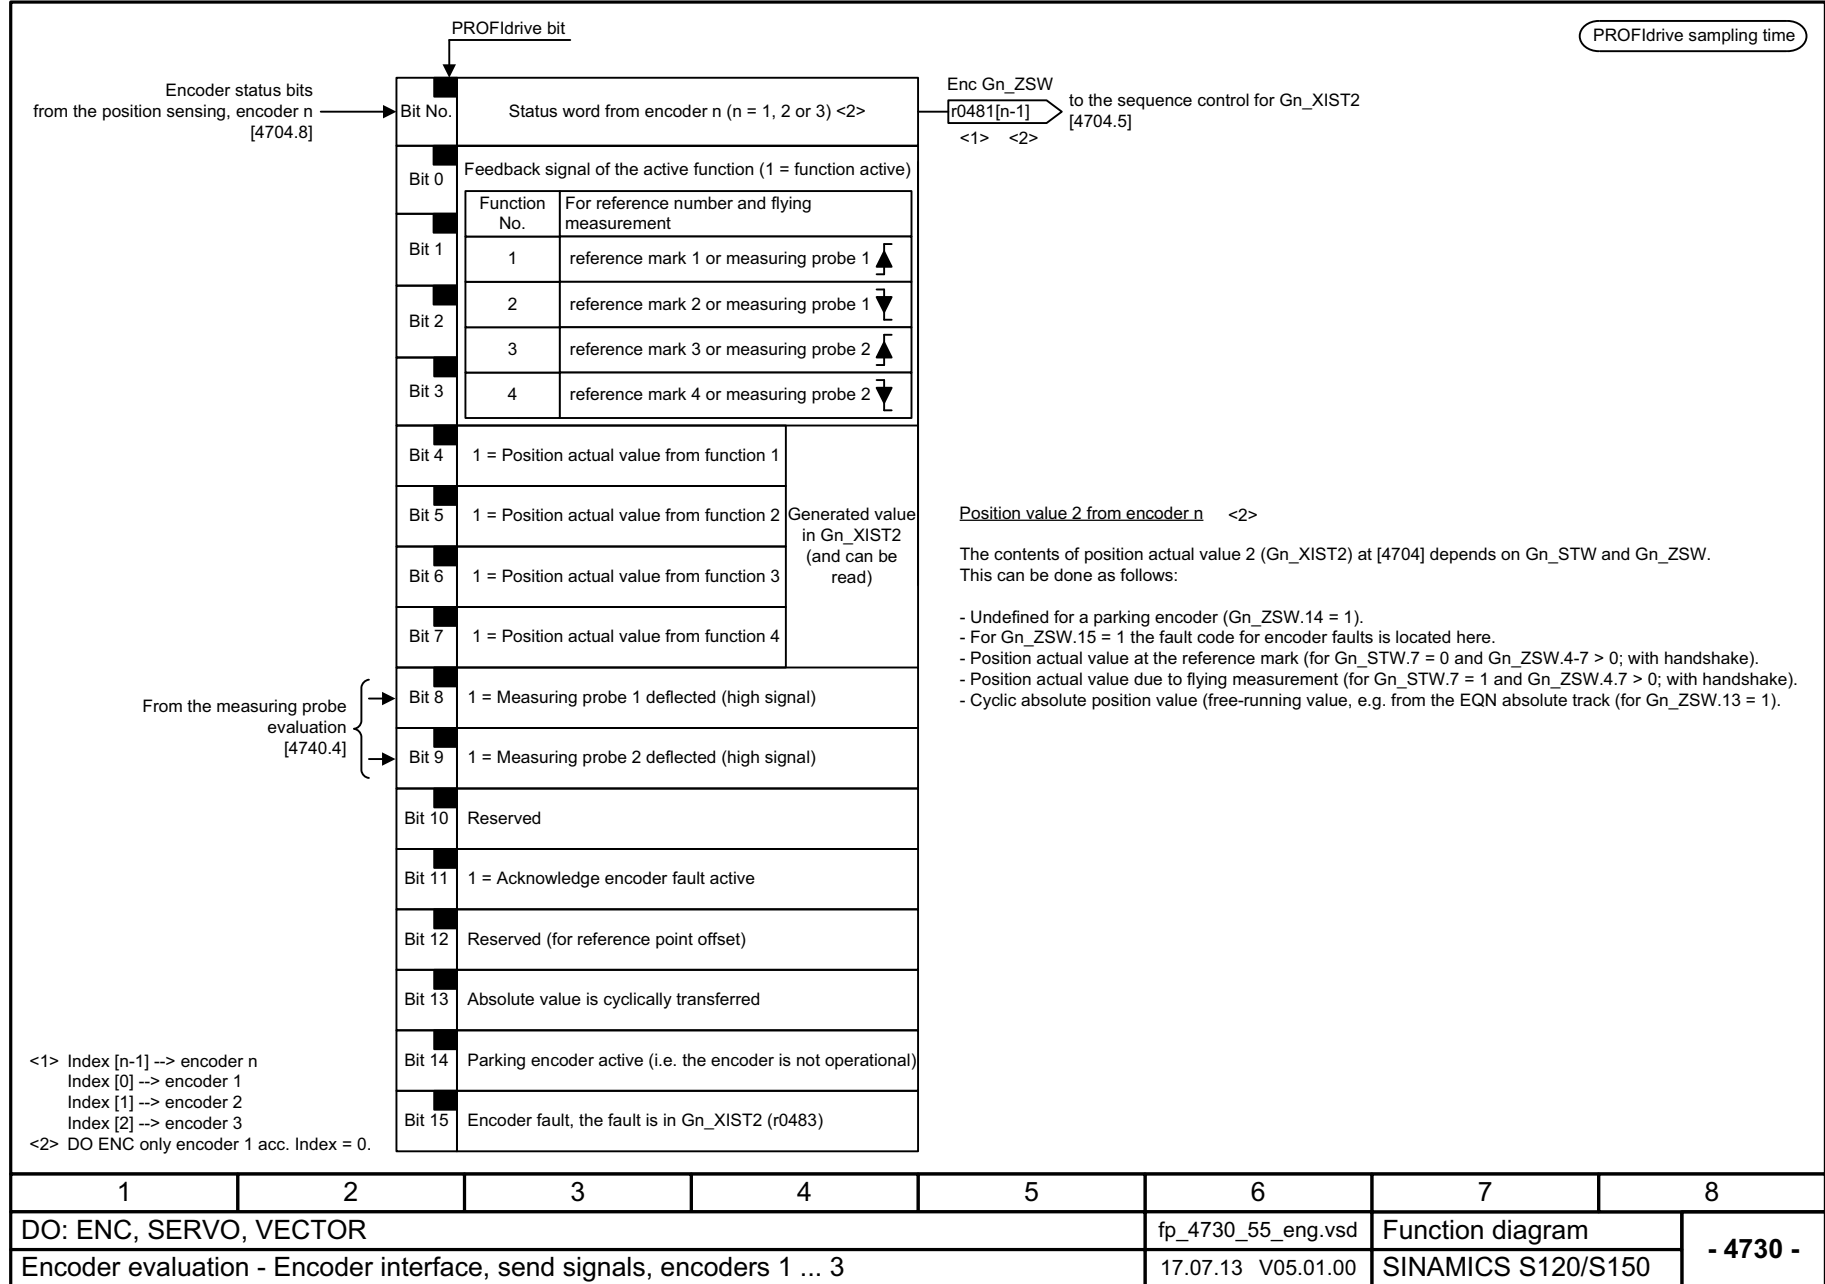 PROFIdrive bit
PROFIdrive sampling time
Encoder status bits
from the position sensing, encoder n
[4704.8]
Bit No.
Status word from encoder n (n = 1, 2 or 3) <2>
Enc Gn_ZSW
r0481[n-1]
<1> <2>
to the sequence control for Gn_XIST2
[4704.5]
Bit 0
Feedback signal of the active function (1 = function active)
Function
No.
For reference number and flying
measurement
Bit 1
1
reference mark 1 or measuring probe 1
Bit 2
2
reference mark 2 or measuring probe 1
3
reference mark 3 or measuring probe 2
Bit 3
4
reference mark 4 or measuring probe 2
Bit 4
1 = Position actual value from function 1
Bit 5
1 = Position actual value from function 2
Generated value
in Gn_XIST2
(and can be
read)
Bit 6
1 = Position actual value from function 3
Bit 7
1 = Position actual value from function 4
Position value 2 from encoder n <2>
The contents of position actual value 2 (Gn_XIST2) at [4704] depends on Gn_STW and Gn_ZSW.
This can be done as follows:
- Undefined for a parking encoder (Gn_ZSW.14 = 1).
- For Gn_ZSW.15 = 1 the fault code for encoder faults is located here.
- Position actual value at the reference mark (for Gn_STW.7 = 0 and Gn_ZSW.4-7 > 0; with handshake).
- Position actual value due to flying measurement (for Gn_STW.7 = 1 and Gn_ZSW.4.7 > 0; with handshake).
- Cyclic absolute position value (free-running value, e.g. from the EQN absolute track (for Gn_ZSW.13 = 1).
From the measuring probe
evaluation
[4740.4]
Bit 8
1 = Measuring probe 1 deflected (high signal)
Bit 9
1 = Measuring probe 2 deflected (high signal)
Bit 10
Reserved
Bit 11
1 = Acknowledge encoder fault active
Bit 12
Reserved (for reference point offset)
Bit 13
Absolute value is cyclically transferred
Bit 14
Parking encoder active (i.e. the encoder is not operational)
Bit 15
Encoder fault, the fault is in Gn_XIST2 (r0483)
<1> Index [n-1] --> encoder n
Index [0] --> encoder 1
Index [1] --> encoder 2
Index [2] --> encoder 3
<2> DO ENC only encoder 1 acc. Index = 0.
1 2 3 4 5 6 7 8
DO: ENC, SERVO, VECTOR
fp_4730_55_eng.vsd
Function diagram
- 4730 -
Encoder evaluation - Encoder interface, send signals, encoders 1 ... 3
17.07.13 V05.01.00
SINAMICS S120/S150